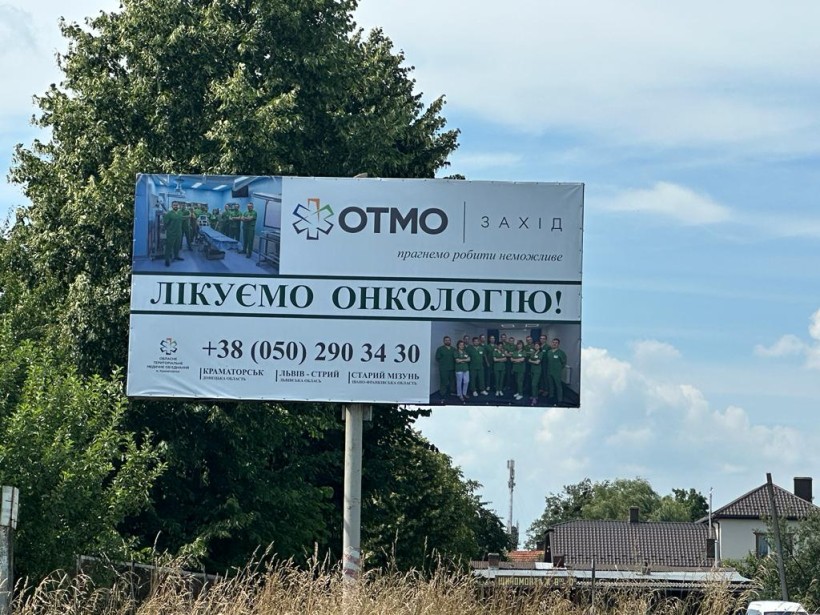 ОТМО ЗАХІД
прагнемо робити неможливе
ЛІКУЄМО ОНКОЛОГІЮ!
+38 (050) 290 34 30
КРАМАТОРСЬК ЛЬВІВ - СТРИЙ СТАРИЙ МІЗУНЬ
ДОНЕЦЬКА ОБЛАСТЬ ЛЬВІВСЬКА ОБЛАСТЬ ІВАНО-ФРАНКІВСЬКА ОБЛАСТЬ